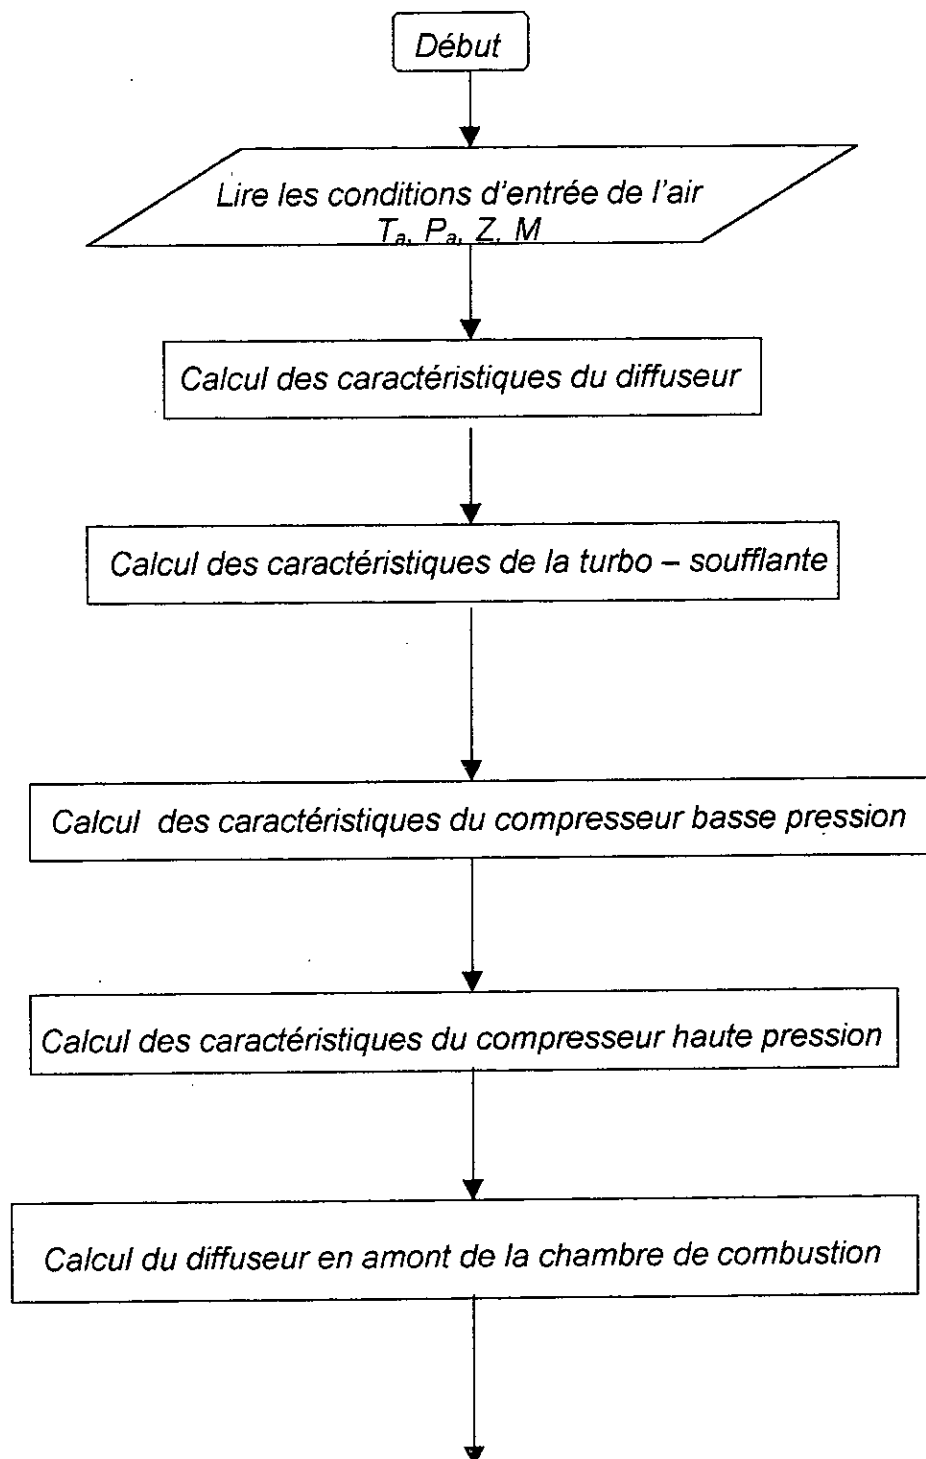 Début
Lire les conditions d'entrée de l'air
Ta, Pa, Z, M
Calcul des caractéristiques du diffuseur
Calcul des caractéristiques de la turbo – soufflante
Calcul des caractéristiques du compresseur basse pression
Calcul des caractéristiques du compresseur haute pression
Calcul du diffuseur en amont de la chambre de combustion